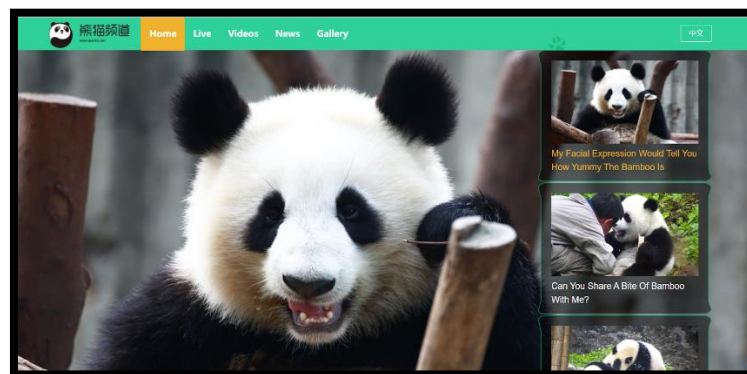 熊猫频道
Home
Live
Videos
News
Gallery
中文
My Facial Expression Would Tell You
How Yummy The Bamboo Is
Can You Share A Bite Of Bamboo
With Me?